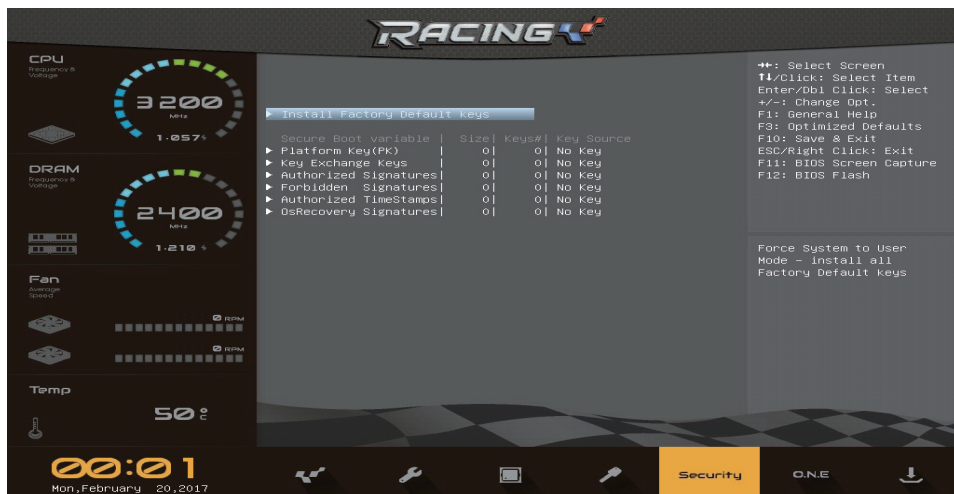 RACING
CPU
Frequency &
Voltage
3200
MHz
1.057 v
DRAM
Frequency &
Voltage
2400
MHz
1.210 v
Fan
Average
Speed
0 RPM
0 RPM
Temp
50 °C
00:01
Mon,February 20,2017
► Install Factory Default keys
Secure Boot variable | Size| Keys#| Key Source
► Platform Key(PK) | 0| 0| No Key
► Key Exchange Keys | 0| 0| No Key
► Authorized Signatures| 0| 0| No Key
► Forbidden Signatures| 0| 0| No Key
► Authorized TimeStamps| 0| 0| No Key
► OsRecovery Signatures| 0| 0| No Key
→←: Select Screen
↑↓/Click: Select Item
Enter/Dbl Click: Select
+/-: Change Opt.
F1: General Help
F3: Optimized Defaults
F10: Save & Exit
ESC/Right Click: Exit
F11: BIOS Screen Capture
F12: BIOS Flash
Force System to User
Mode - install all
Factory Default keys
Security
O.N.E